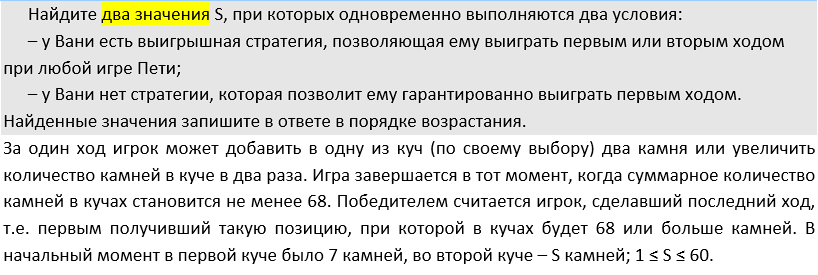 Найдите два значения S, при которых одновременно выполняются два условия:
– у Вани есть выигрышная стратегия, позволяющая ему выиграть первым или вторым ходом
при любой игре Пети;
– у Вани нет стратегии, которая позволит ему гарантированно выиграть первым ходом.
Найденные значения запишите в ответе в порядке возрастания.
За один ход игрок может добавить в одну из куч (по своему выбору) два камня или увеличить
количество камней в куче в два раза. Игра завершается в тот момент, когда суммарное количество
камней в кучах становится не менее 68. Победителем считается игрок, сделавший последний ход,
т.е. первым получивший такую позицию, при которой в кучах будет 68 или больше камней. В
начальный момент в первой куче было 7 камней, во второй куче – S камней; 1 ≤ S ≤ 60.